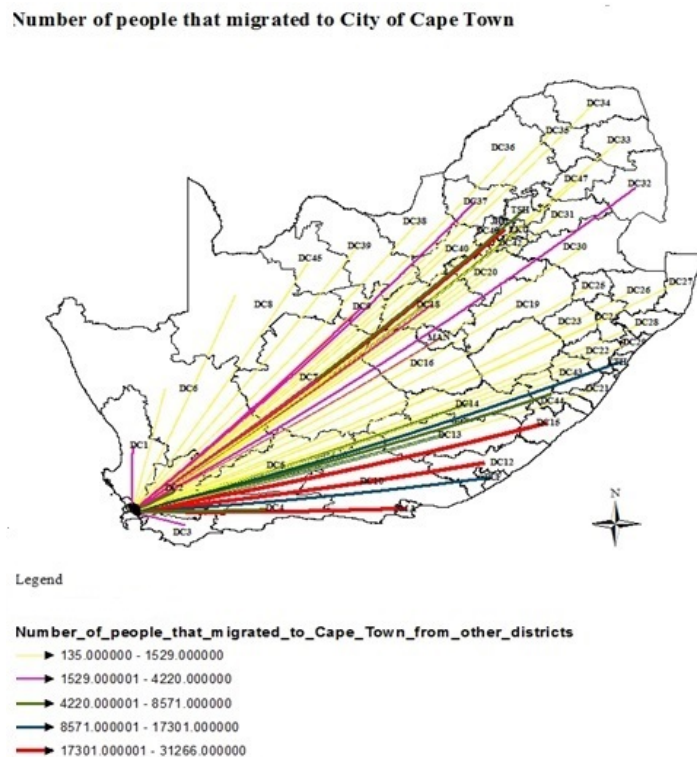 Number of people that migrated to City of Cape Town
DC34
DC35
DC33
DC36
DC47
DC32
DC37
TSH
DC31
DC38
DC39
DC40
DC42
DC30
DC45
DC20
DC8
DC9
DC18
DC19
DC25
DC26
DC27
DC23
DC28
MAN
DC29
DC22
DC16
DC7
DC6
DC43
DC21
DC14
DC44
DC15
DC13
DC1
DC5
DC12
DC2
DC10
DC4
DC3
N
Legend
Number_of_people_that_migrated_to_Cape_Town_from_other_districts
135.000000 - 1529.000000
1529.000001 - 4220.000000
4220.000001 - 8571.000000
8571.000001 - 17301.000000
17301.000001 - 31266.000000